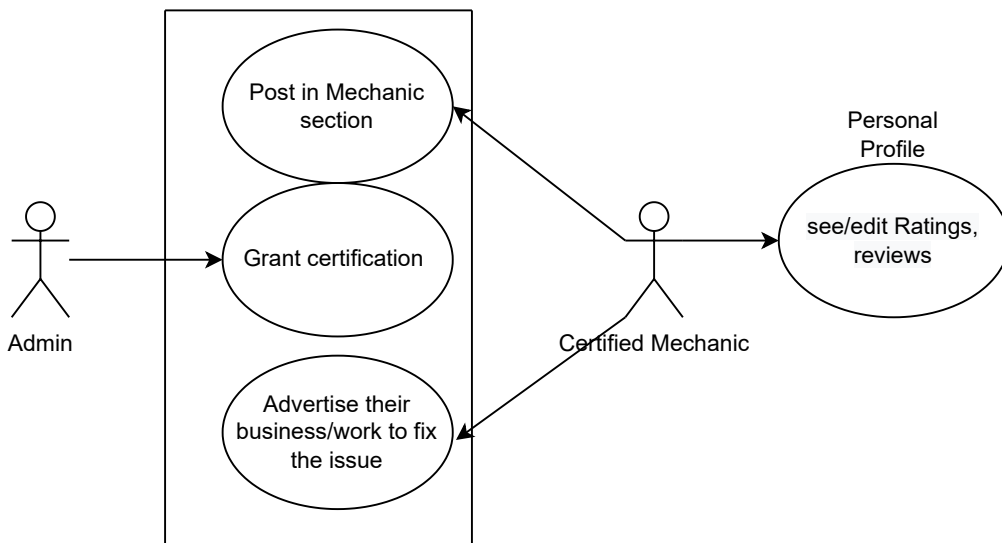 Post in Mechanic
section
Personal
Profile
see/edit Ratings,
reviews
Grant certification
Admin
Certified Mechanic
Advertise their
business/work to fix
the issue